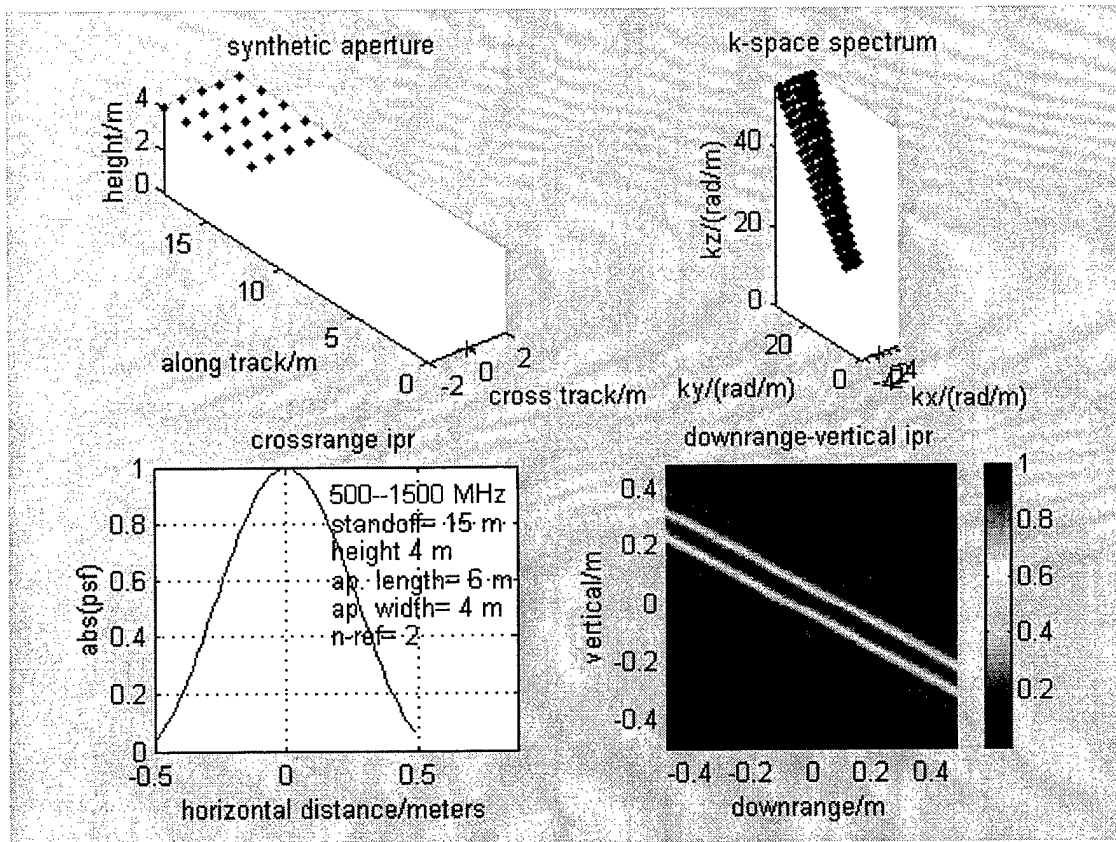 synthetic aperture
height/m
4
2
0
15
10
5
0
along track/m
-2
0
2
cross track/m
k-space spectrum
kz/(rad/m)
40
20
0
20
0
ky/(rad/m)
kx/(rad/m)
crossrange ipr
abs(psf)
1
0.8
0.6
0.4
0.2
0
-0.5
0
0.5
horizontal distance/meters
500--1500 MHz
standoff= 15 m
height 4 m
ap. length= 6 m
ap. width= 4 m
n-ref= 2
downrange-vertical ipr
vertical/m
0.4
0.2
0
-0.2
-0.4
-0.4
-0.2
0
0.2
0.4
downrange/m
1
0.8
0.6
0.4
0.2